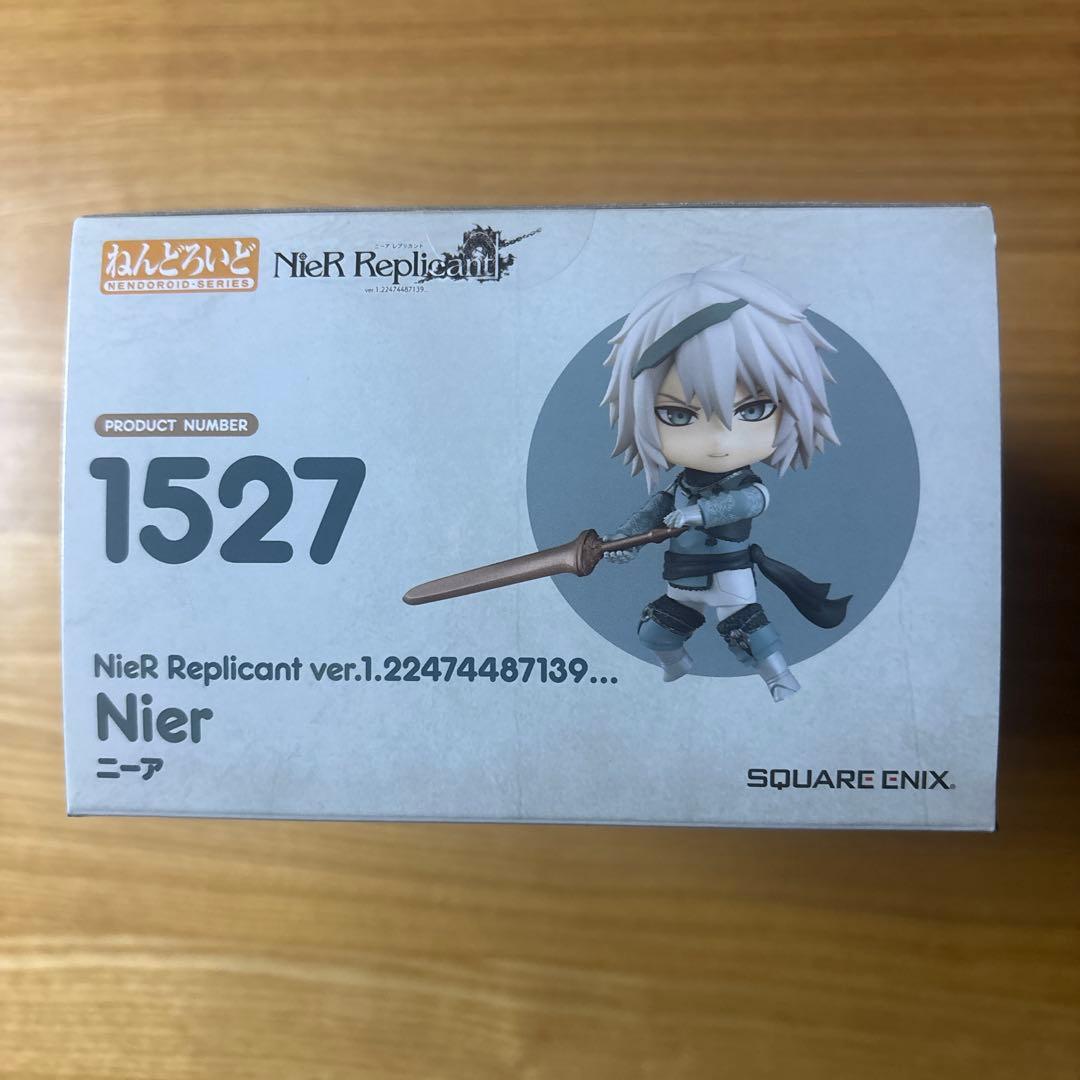 ねんどろいど
NENDOROID-SERIES
ニーア レプリカント
NieR Replicant
ver.1.22474487139...
PRODUCT NUMBER
1527
NieR Replicant ver.1.22474487139...
Nier
ニーア
SQUARE ENIX.